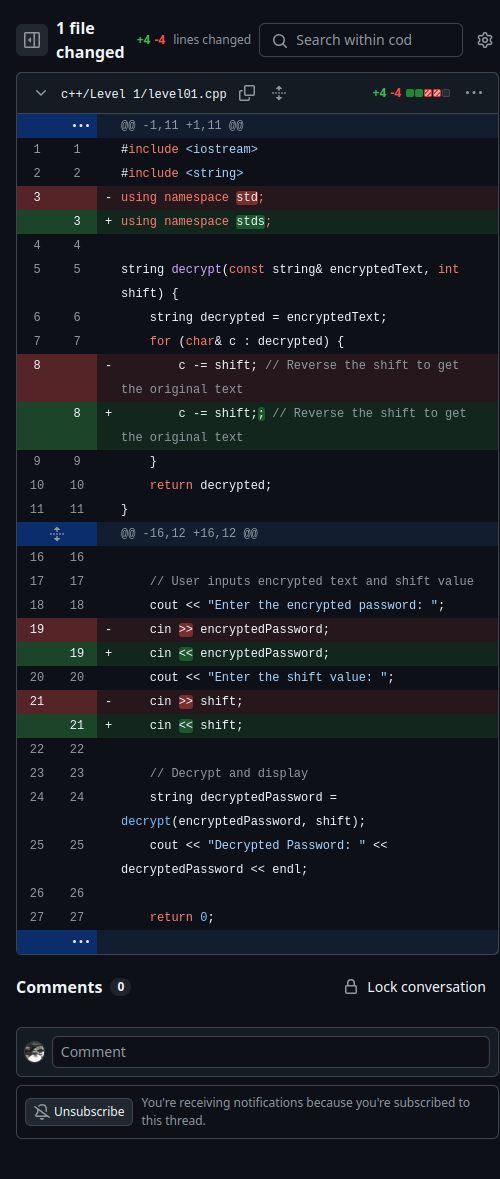 1 file
changed
+4 -4 lines changed
Search within cod
c++/Level 1/level01.cpp
+4 -4
@@ -1,11 +1,11 @@
1 1 #include <iostream>
2 2 #include <string>
3 - using namespace std;
3 + using namespace stds;
4 4
5 5 string decrypt(const string& encryptedText, int
shift) {
6 6 string decrypted = encryptedText;
7 7 for (char& c : decrypted) {
8 - c -= shift; // Reverse the shift to get
the original text
8 + c -= shift;; // Reverse the shift to get
the original text
9 9 }
10 10 return decrypted;
11 11 }
@@ -16,12 +16,12 @@
16 16
17 17 // User inputs encrypted text and shift value
18 18 cout << "Enter the encrypted password: ";
19 - cin >> encryptedPassword;
19 + cin << encryptedPassword;
20 20 cout << "Enter the shift value: ";
21 - cin >> shift;
21 + cin << shift;
22 22
23 23 // Decrypt and display
24 24 string decryptedPassword =
decrypt(encryptedPassword, shift);
25 25 cout << "Decrypted Password: " <<
decryptedPassword << endl;
26 26
27 27 return 0;
Comments 0
Lock conversation
Comment
Unsubscribe
You're receiving notifications because you're subscribed to
this thread.